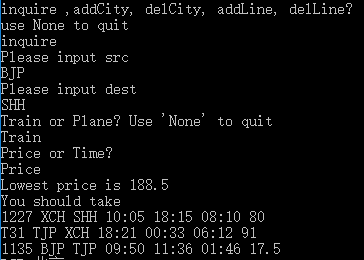 inquire ,addCity, delCity, addLine, delLine?
use None to quit
inquire
Please input src
BJP
Please input dest
SHH
Train or Plane? Use 'None' to quit
Train
Price or Time?
Price
Lowest price is 188.5
You should take
1227 XCH SHH 10:05 18:15 08:10 80
T31 TJP XCH 18:21 00:33 06:12 91
1135 BJP TJP 09:50 11:36 01:46 17.5